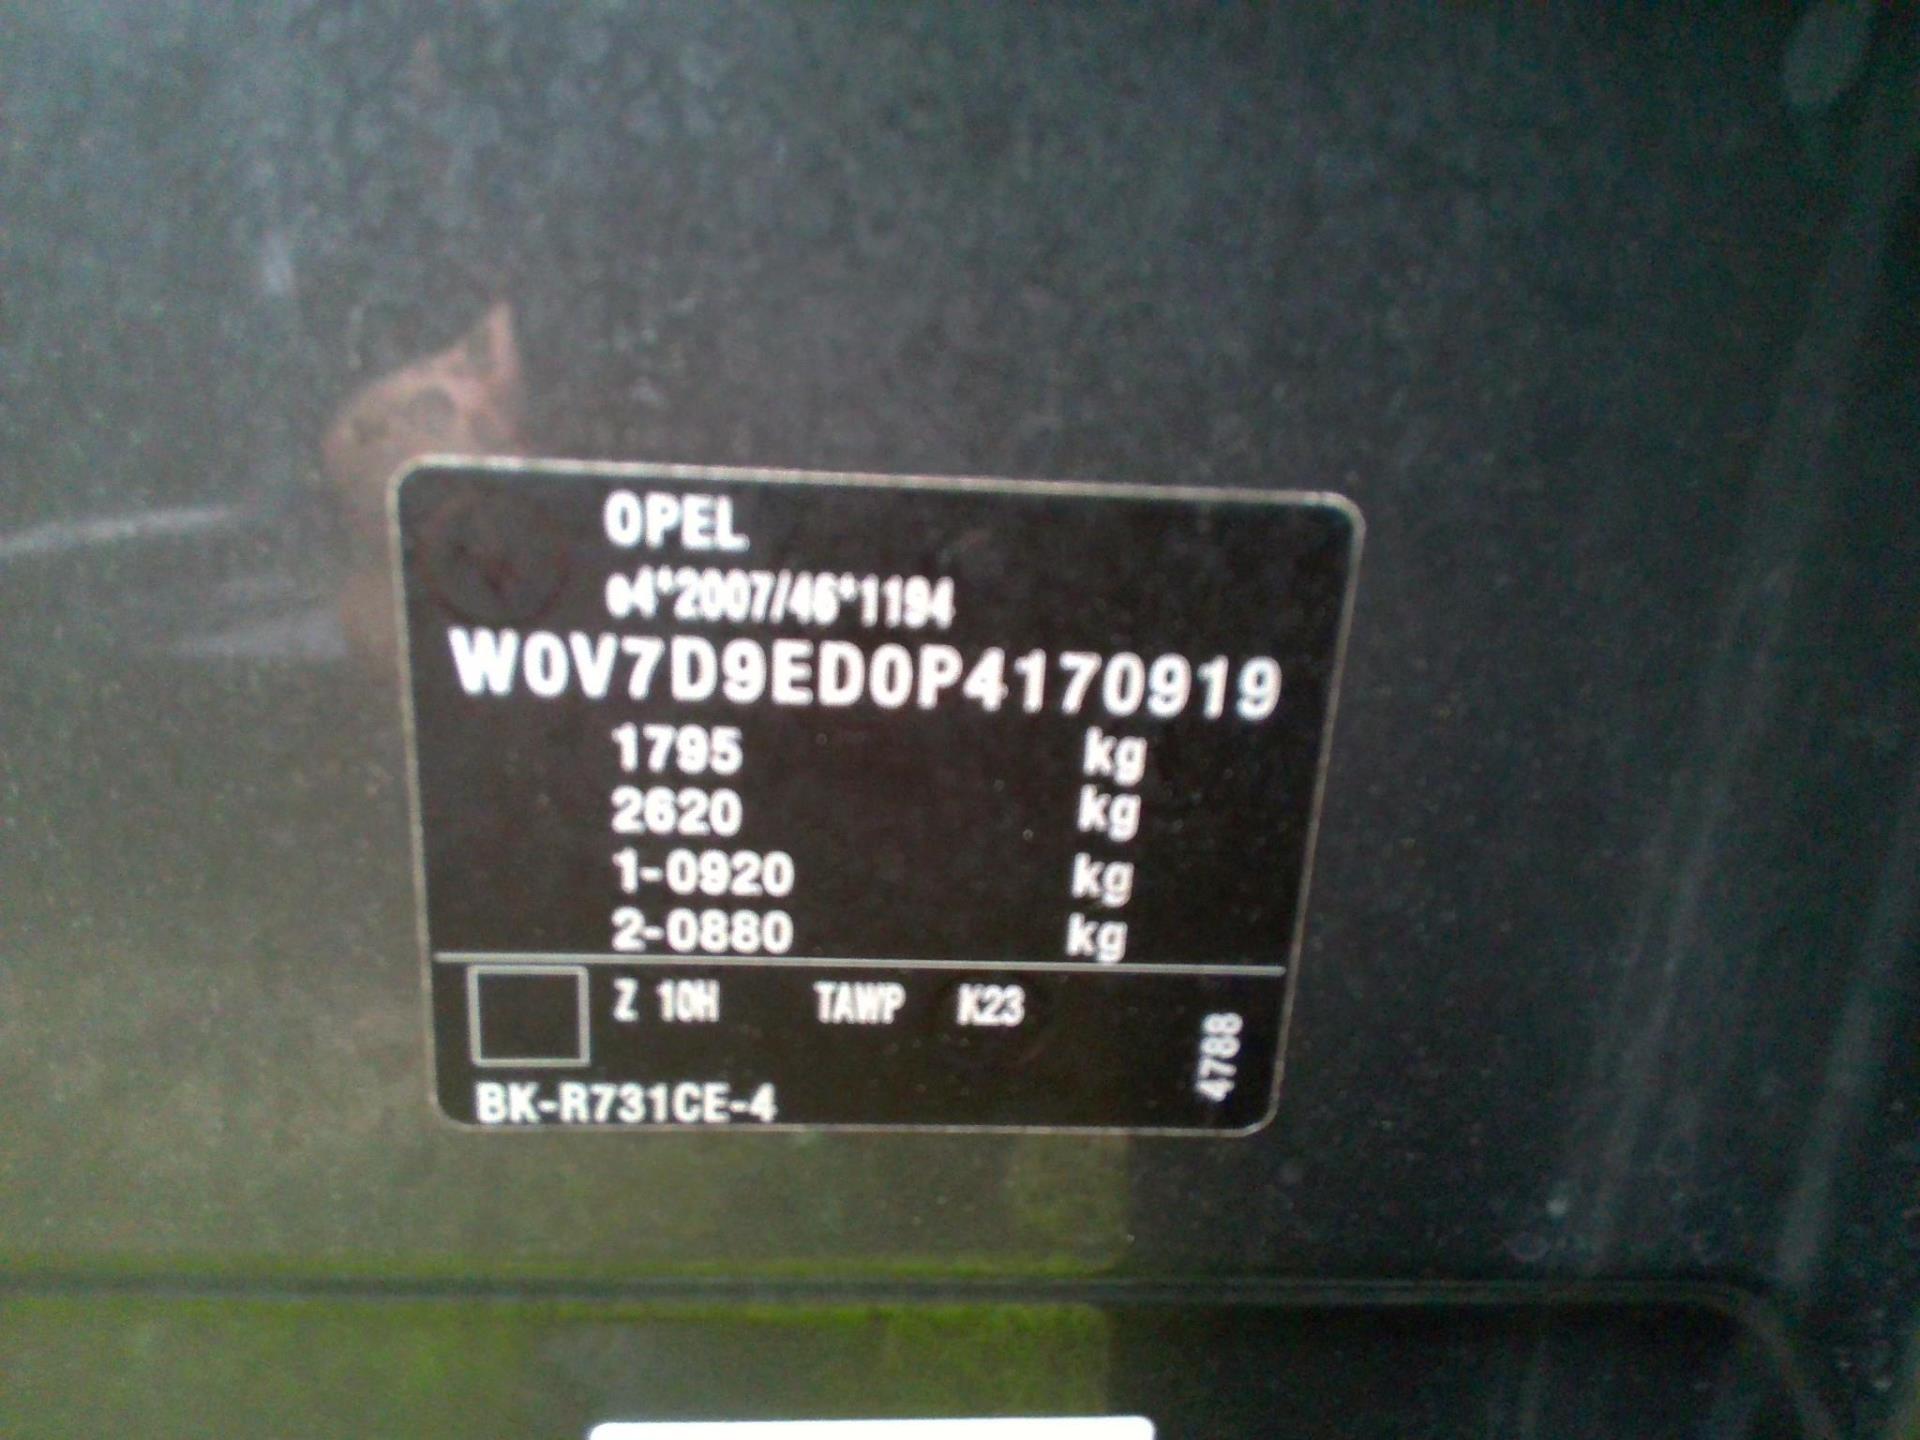 OPEL
e4*2007/46*1194
W0V7D9ED0P4170919
1795 kg
2620 kg
1-0920 kg
2-0880 kg
Z 10H TAWP K23
4788
BK-R731CE-4